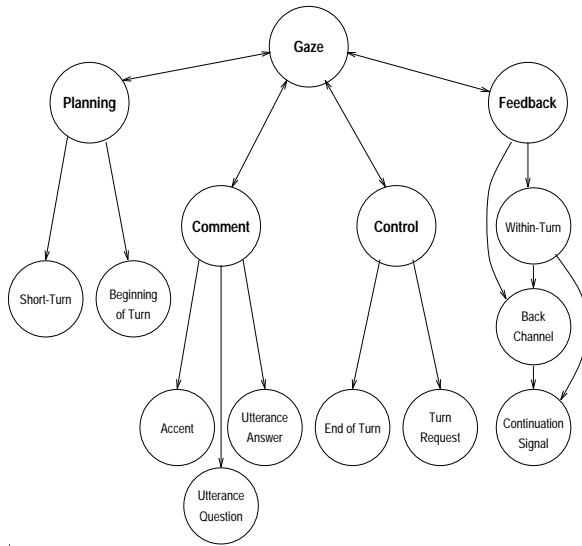 Gaze
Planning
Feedback
Comment
Control
Within-Turn
Short-Turn
Beginning
of Turn
Back
Channel
Accent
Utterance
Answer
End of Turn
Turn
Request
Continuation
Signal
Utterance
Question